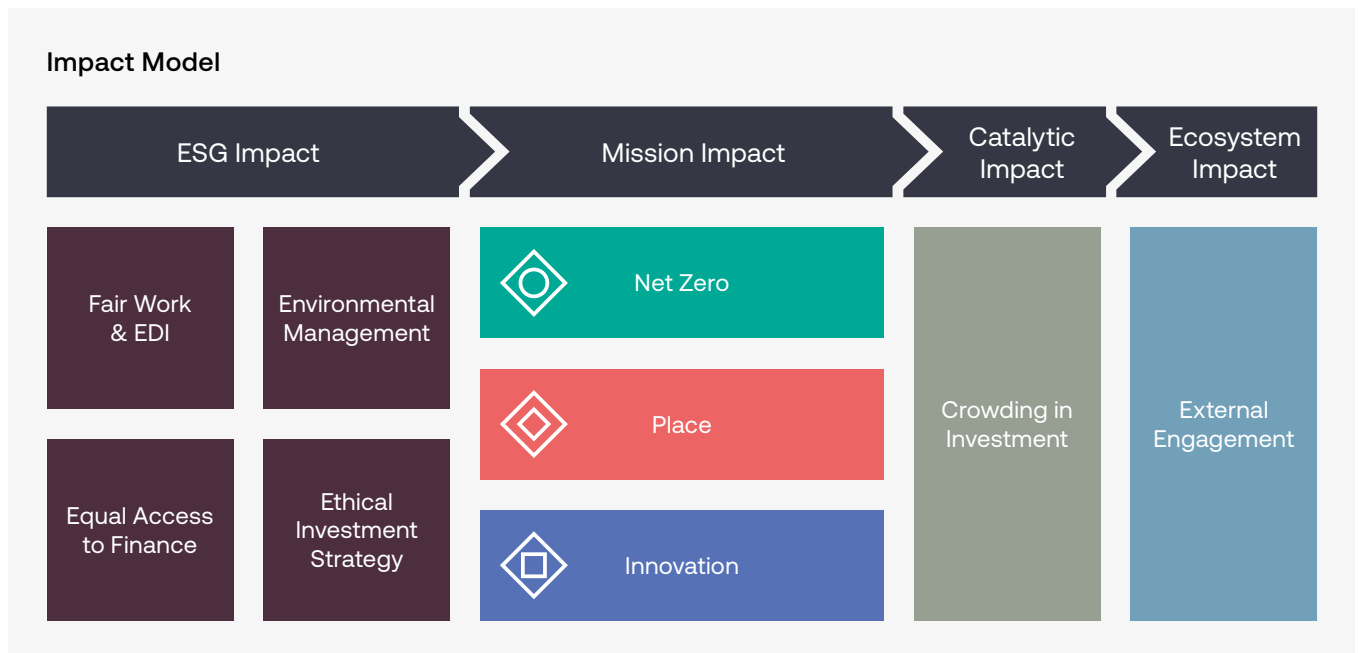 Impact Model
ESG Impact
Mission Impact
Catalytic
Impact
Ecosystem
Impact
Fair Work
& EDI
Environmental
Management
Equal Access
to Finance
Ethical
Investment
Strategy
Net Zero
Place
Innovation
Crowding in
Investment
External
Engagement